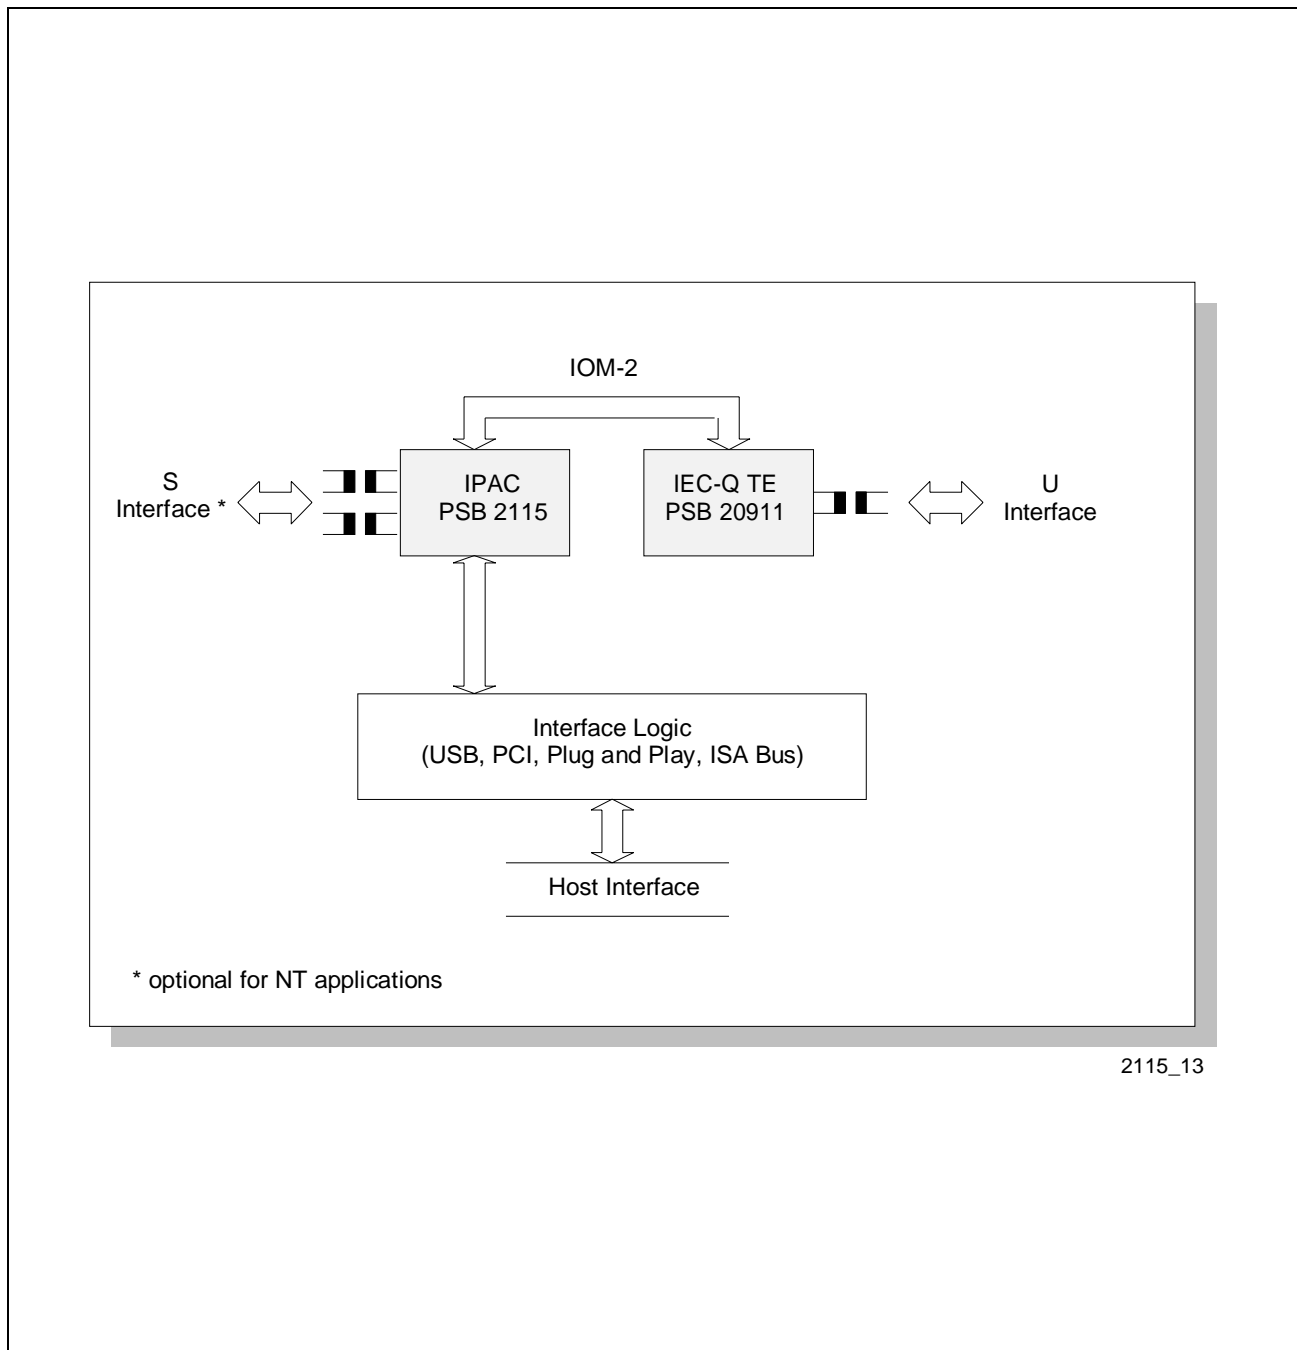 IOM-2
S
Interface *
IPAC
PSB 2115
IEC-Q TE
PSB 20911
U
Interface
Interface Logic
(USB, PCI, Plug and Play, ISA Bus)
Host Interface
* optional for NT applications
2115_13